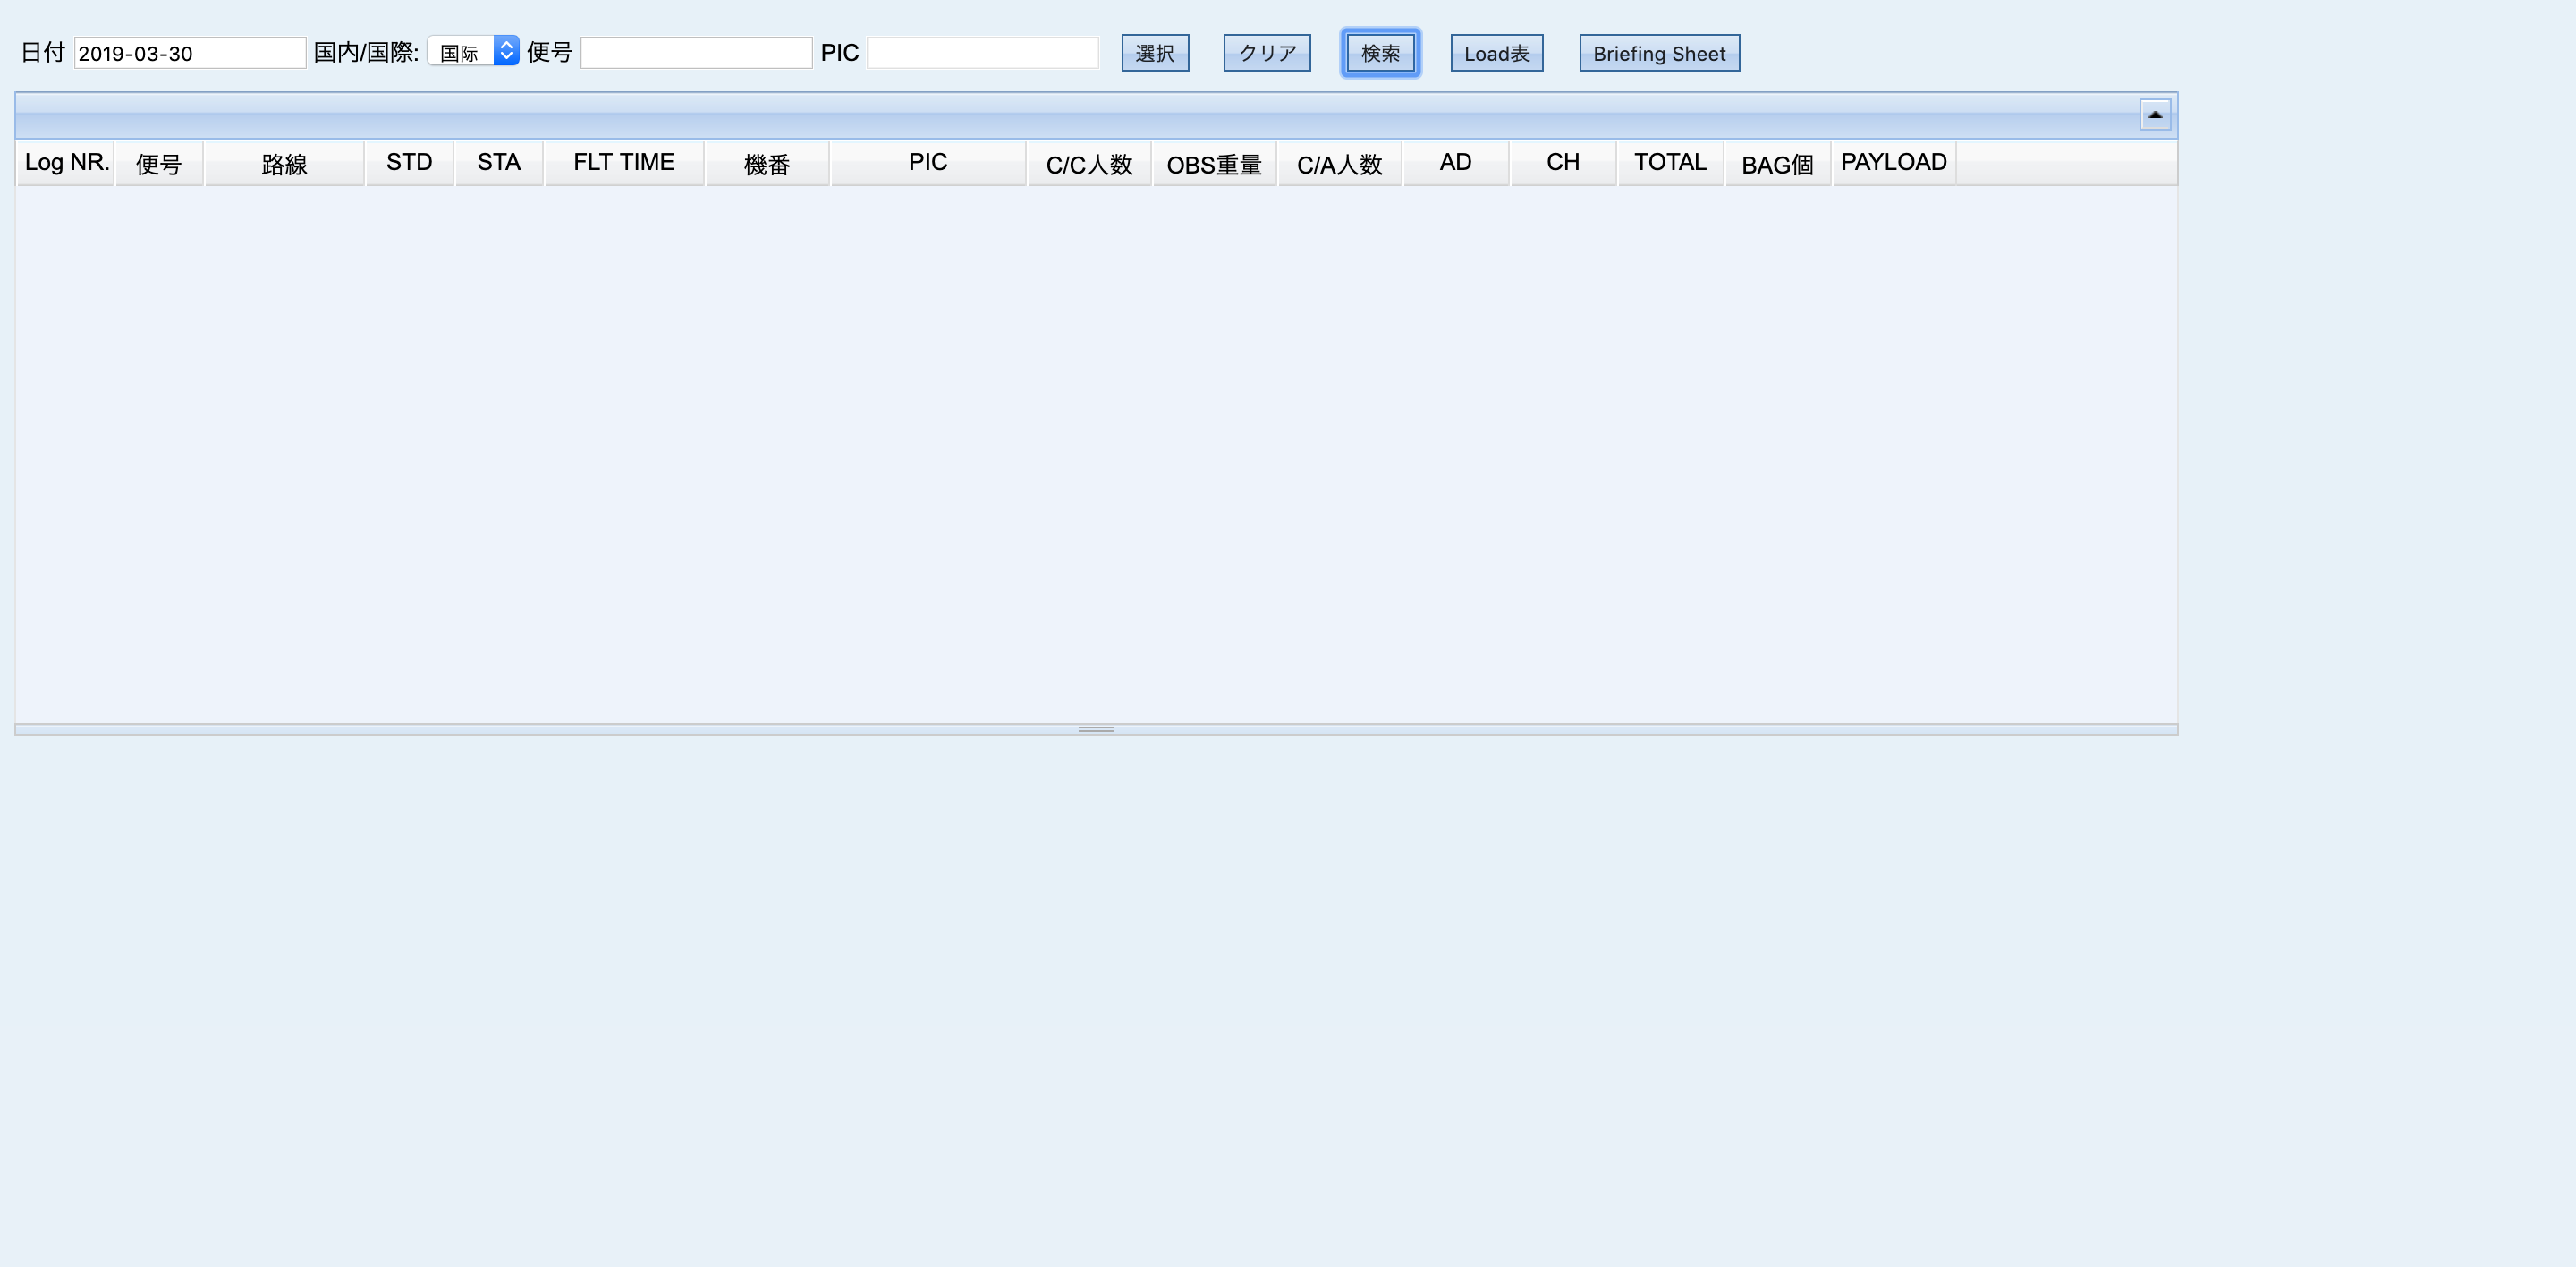 日付 2019-03-30 国内/国際: 国际 便号 PIC 選択 クリア 検索 Load表 Briefing Sheet
Log NR. 便号 路線 STD STA FLT TIME 機番 PIC C/C人数 OBS重量 C/A人数 AD CH TOTAL BAG個 PAYLOAD